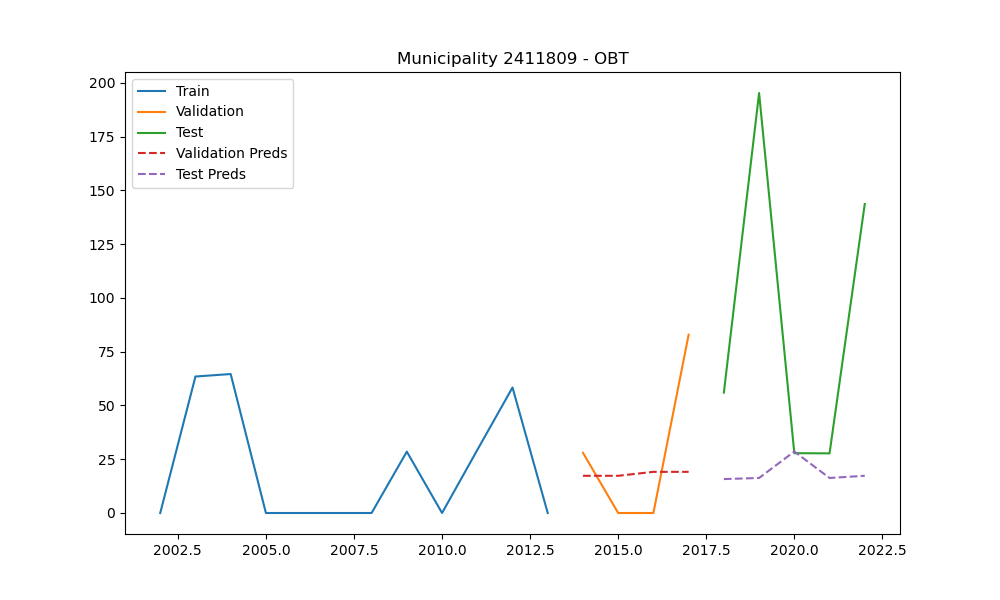 Municipality 2411809 - OBT
Train
Validation
Test
Validation Preds
Test Preds
200
175
150
125
100
75
50
25
0
2002.5 2005.0 2007.5 2010.0 2012.5 2015.0 2017.5 2020.0 2022.5